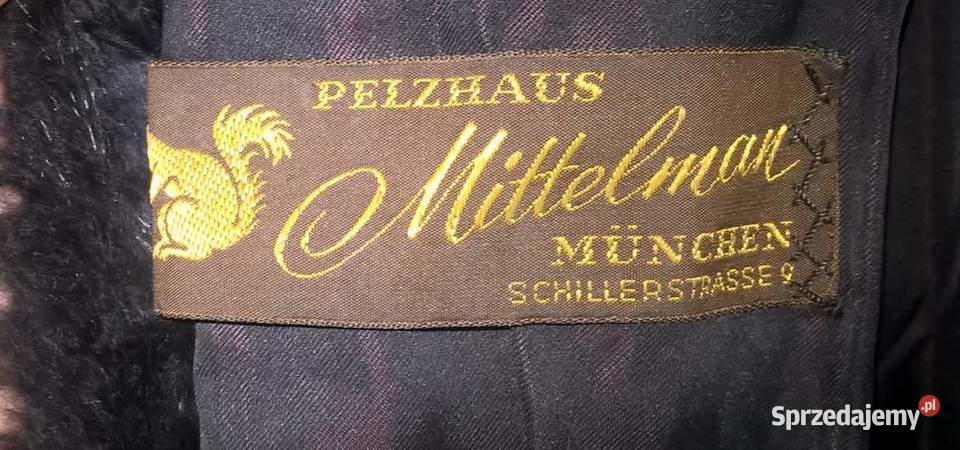 PELZHAUS
Mittelman
MÜNCHEN
SCHILLERSTRASSE 9
Sprzedajemy.pl